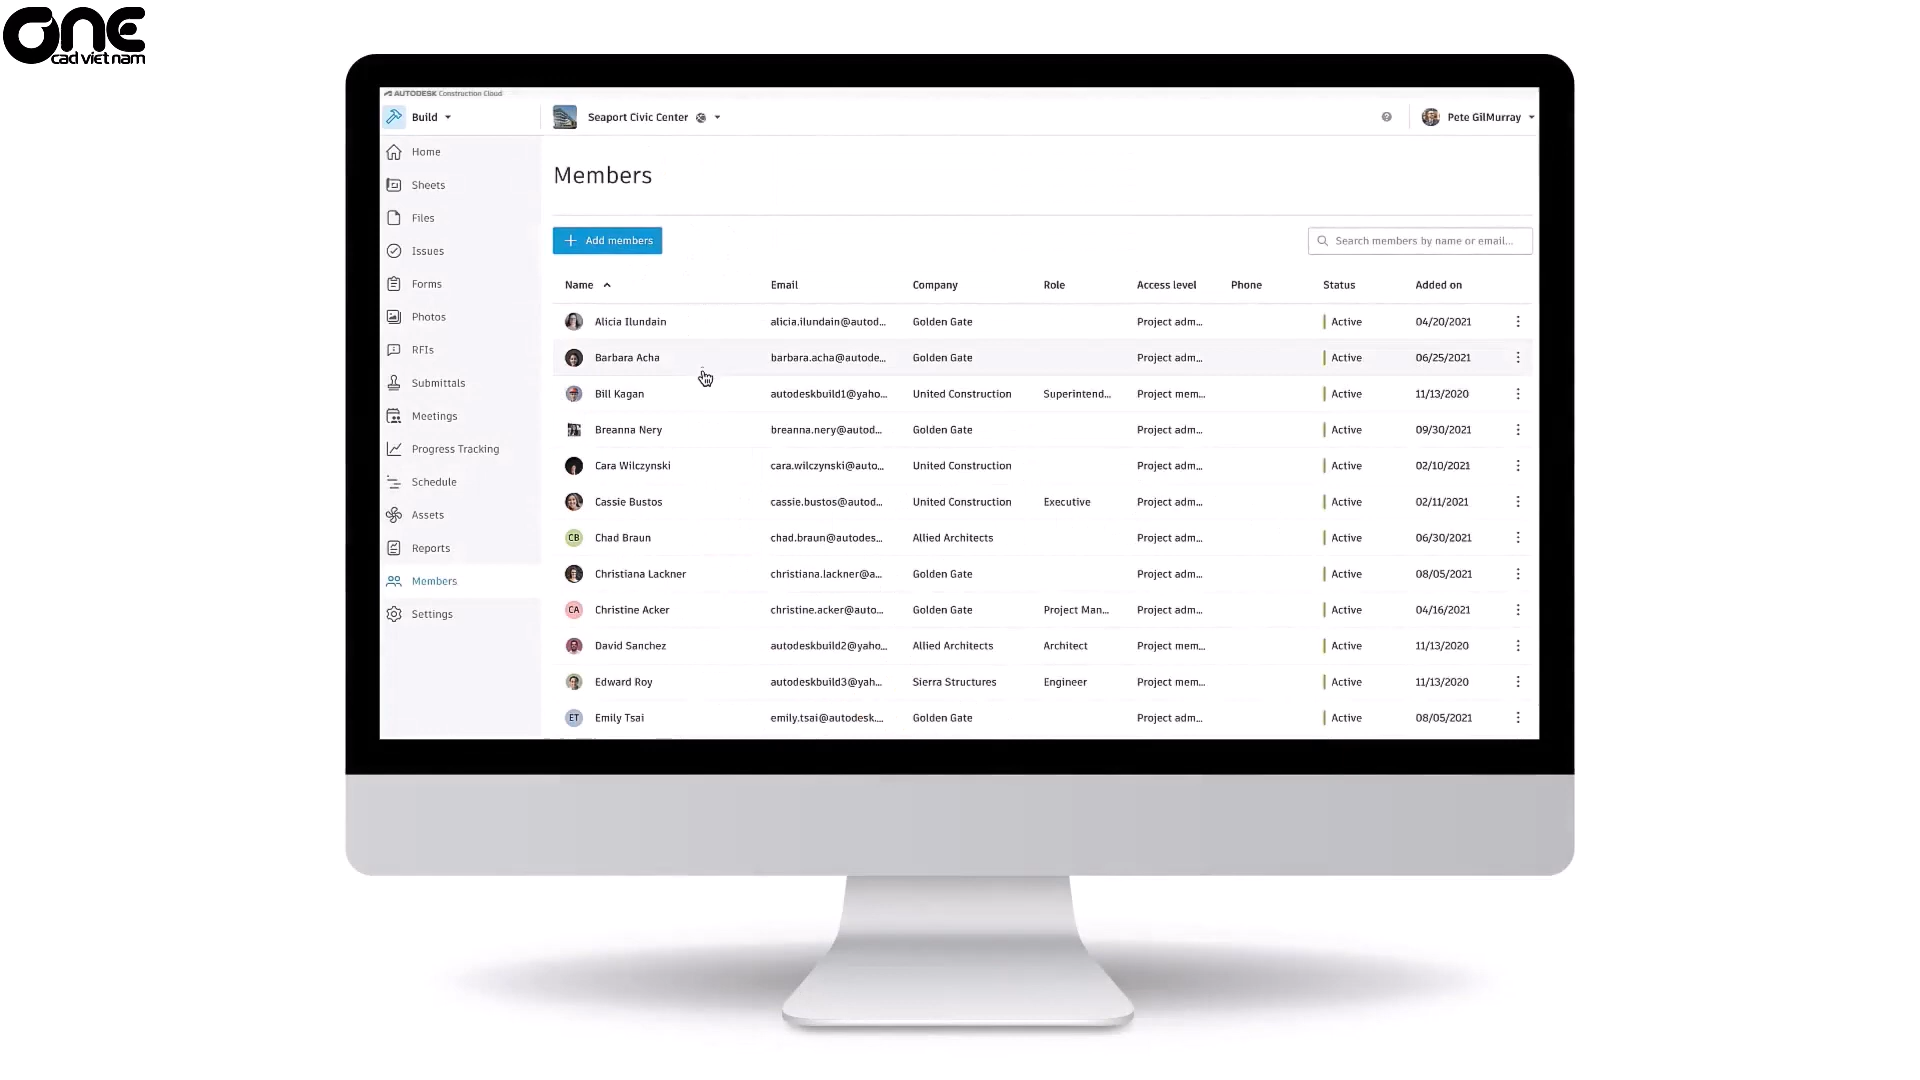 ONE
cad viet nam
AUTODESK Construction Cloud
Build
Seaport Civic Center
Pete GilMurray
Home
Sheets
Files
Issues
Forms
Photos
RFIs
Submittals
Meetings
Progress Tracking
Schedule
Assets
Reports
Members
Settings
Members
Add members
Search members by name or email...
Name Email Company Role Access level Phone Status Added on
Alicia Ilundain alicia.ilundain@autod... Golden Gate Project adm... Active 04/20/2021
Barbara Acha barbara.acha@autode... Golden Gate Project adm... Active 06/25/2021
Bill Kagan autodeskbuild1@yaho... United Construction Superintend... Project mem... Active 11/13/2020
Breanna Nery breanna.nery@autod... Golden Gate Project adm... Active 09/30/2021
Cara Wilczynski cara.wilczynski@auto... United Construction Project adm... Active 02/10/2021
Cassie Bustos cassie.bustos@autod... United Construction Executive Project adm... Active 02/11/2021
CB Chad Braun chad.braun@autodes... Allied Architects Project adm... Active 06/30/2021
Christiana Lackner christiana.lackner@a... Golden Gate Project adm... Active 08/05/2021
CA Christine Acker christine.acker@auto... Golden Gate Project Man... Project adm... Active 04/16/2021
David Sanchez autodeskbuild2@yaho... Allied Architects Architect Project mem... Active 11/13/2020
Edward Roy autodeskbuild3@yah... Sierra Structures Engineer Project mem... Active 11/13/2020
ET Emily Tsai emily.tsai@autodesk.... Golden Gate Project adm... Active 08/05/2021